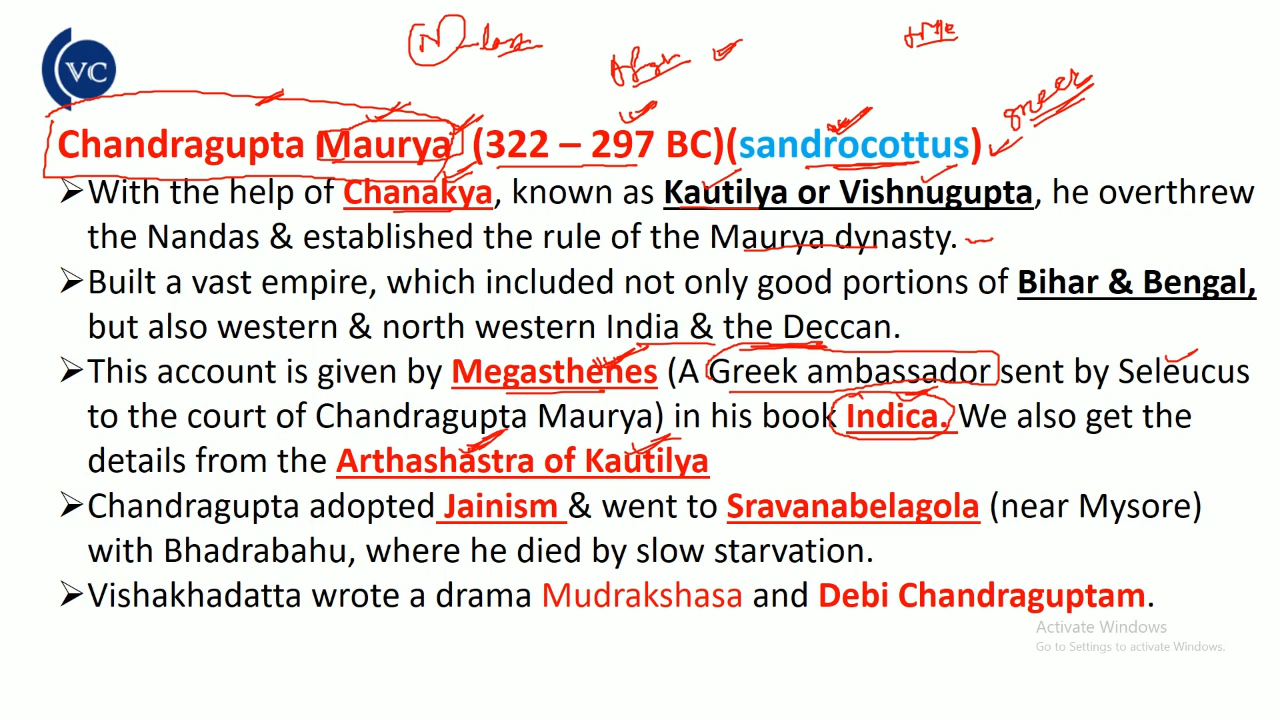 VC
Chandragupta Maurya (322 – 297 BC)(sandrocottus)
➢With the help of Chanakya, known as Kautilya or Vishnugupta, he overthrew
the Nandas & established the rule of the Maurya dynasty.
➢Built a vast empire, which included not only good portions of Bihar & Bengal,
but also western & north western India & the Deccan.
➢This account is given by Megasthenes (A Greek ambassador sent by Seleucus
to the court of Chandragupta Maurya) in his book Indica. We also get the
details from the Arthashastra of Kautilya
➢Chandragupta adopted Jainism & went to Sravanabelagola (near Mysore)
with Bhadrabahu, where he died by slow starvation.
➢Vishakhadatta wrote a drama Mudrakshasa and Debi Chandraguptam.
Activate Windows
Go to Settings to activate Windows.